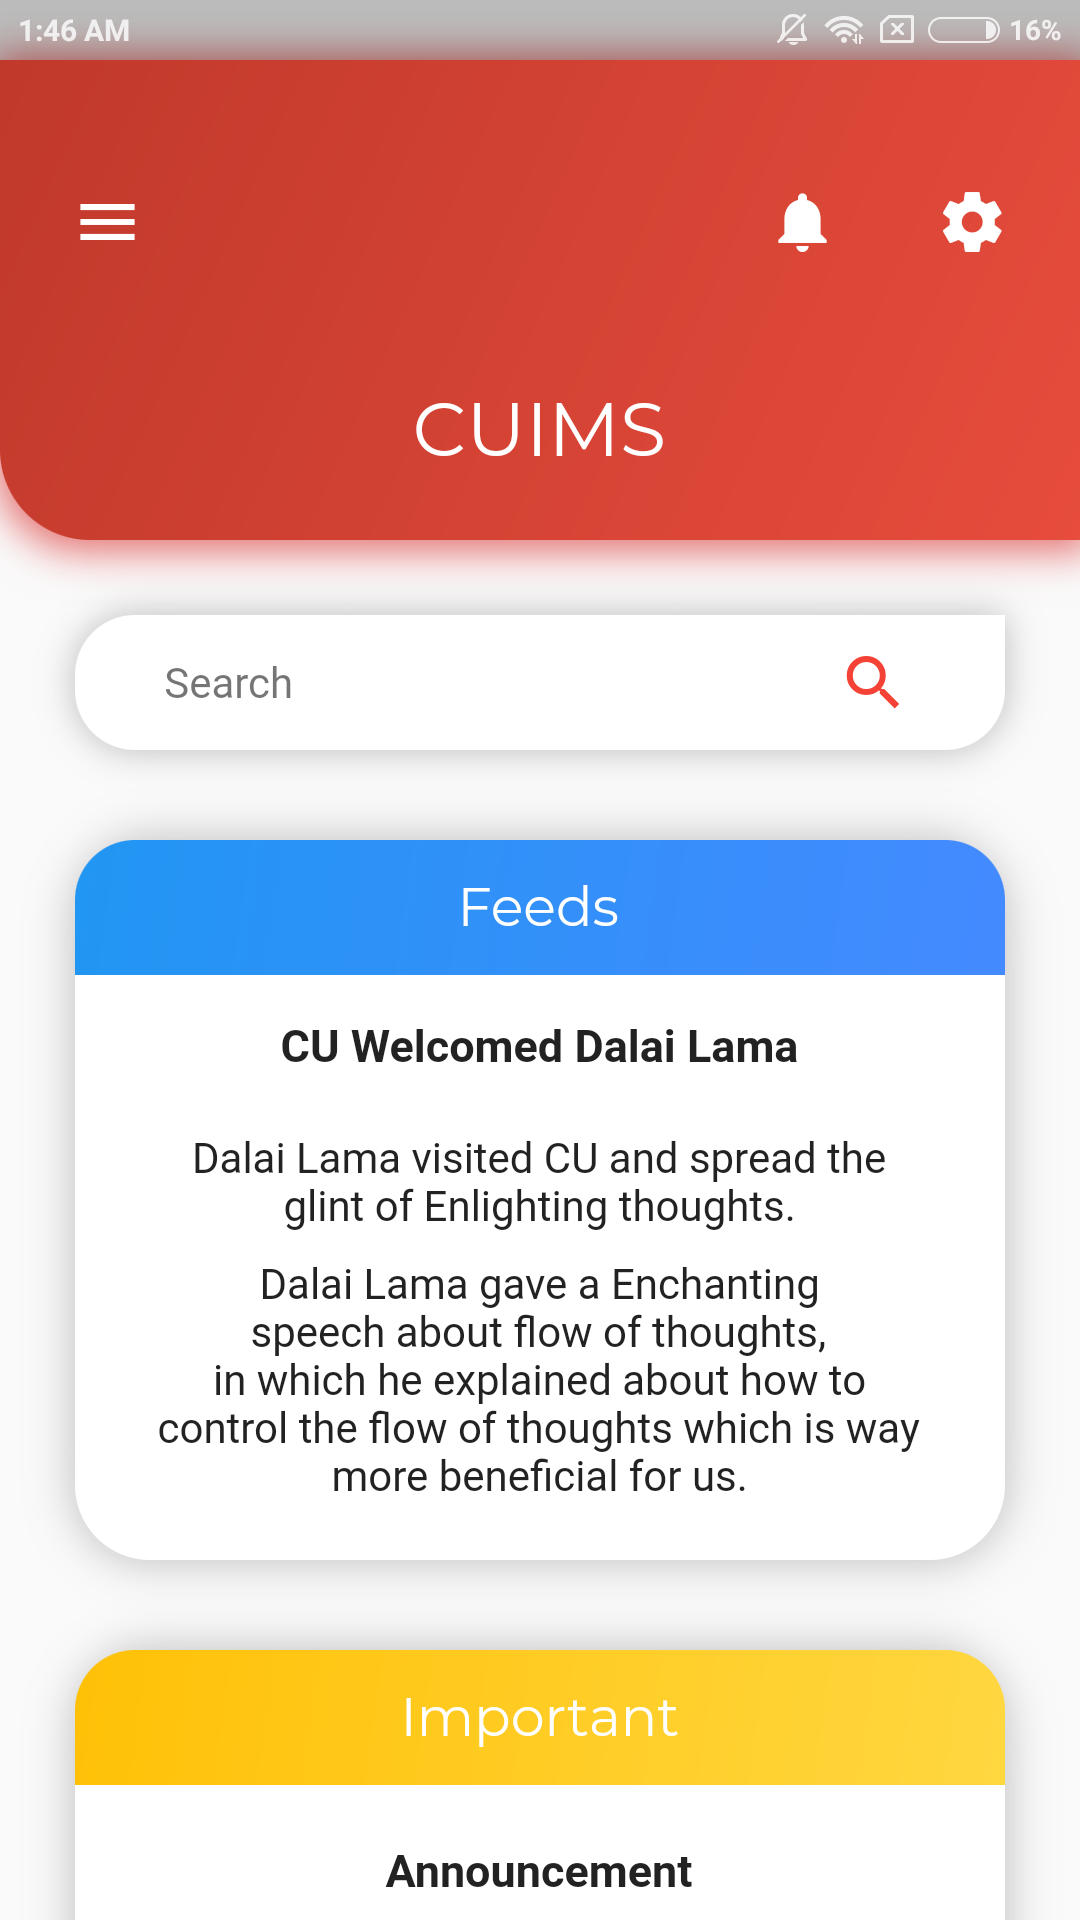 1:46 AM 16%
CUIMS
Search
Feeds
CU Welcomed Dalai Lama
Dalai Lama visited CU and spread the
glint of Enlighting thoughts.
Dalai Lama gave a Enchanting
speech about flow of thoughts,
in which he explained about how to
control the flow of thoughts which is way
more beneficial for us.
Important
Announcement